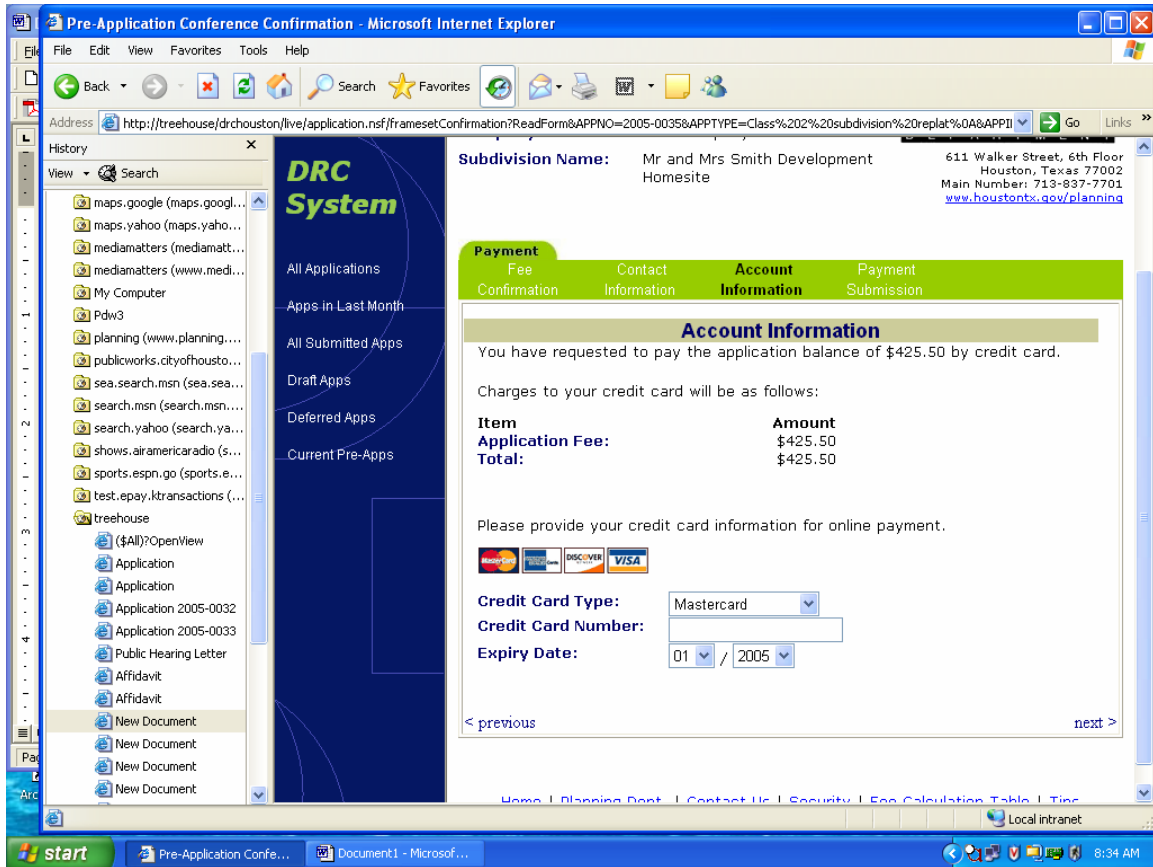 Pre-Application Conference Confirmation - Microsoft Internet Explorer
File Edit View Favorites Tools Help
Back Search Favorites
Address http://treehouse/drchouston/live/application.nsf/framesetConfirmation?ReadForm&APPNO=2005-0035&APPTYPE=Class%202%20subdivision%20replat%0A&APPI Go Links »
History x
View Search
maps.google (maps.googl...
maps.yahoo (maps.yaho...
mediamatters (mediamatt...
mediamatters (www.medi...
My Computer
Pdw3
planning (www.planning....
publicworks.cityofhousto...
sea.search.msn (sea.sea...
search.msn (search.msn....
search.yahoo (search.ya...
shows.airamericaradio (s...
sports.espn.go (sports.e...
test.epay.ktransactions (...
treehouse
($All)?OpenView
Application
Application
Application 2005-0032
Application 2005-0033
Public Hearing Letter
Affidavit
Affidavit
New Document
New Document
New Document
New Document
DRC
System
All Applications
Apps in Last Month
All Submitted Apps
Draft Apps
Deferred Apps
Current Pre-Apps
Subdivision Name: Mr and Mrs Smith Development
Homesite
611 Walker Street, 6th Floor
Houston, Texas 77002
Main Number: 713-837-7701
www.houstontx.gov/planning
Payment
Fee Confirmation
Contact Information
Account Information
Payment Submission
Account Information
You have requested to pay the application balance of $425.50 by credit card.
Charges to your credit card will be as follows:
Item Amount
Application Fee: $425.50
Total: $425.50
Please provide your credit card information for online payment.
MasterCard DISCOVER VISA
Credit Card Type: Mastercard
Credit Card Number:
Expiry Date: 01 / 2005
< previous next >
Home | Planning Dept. | Contact Us | Security | Fee Calculation Table | Tips
Local intranet
start Pre-Application Confe... Document1 - Microsof... 8:34 AM